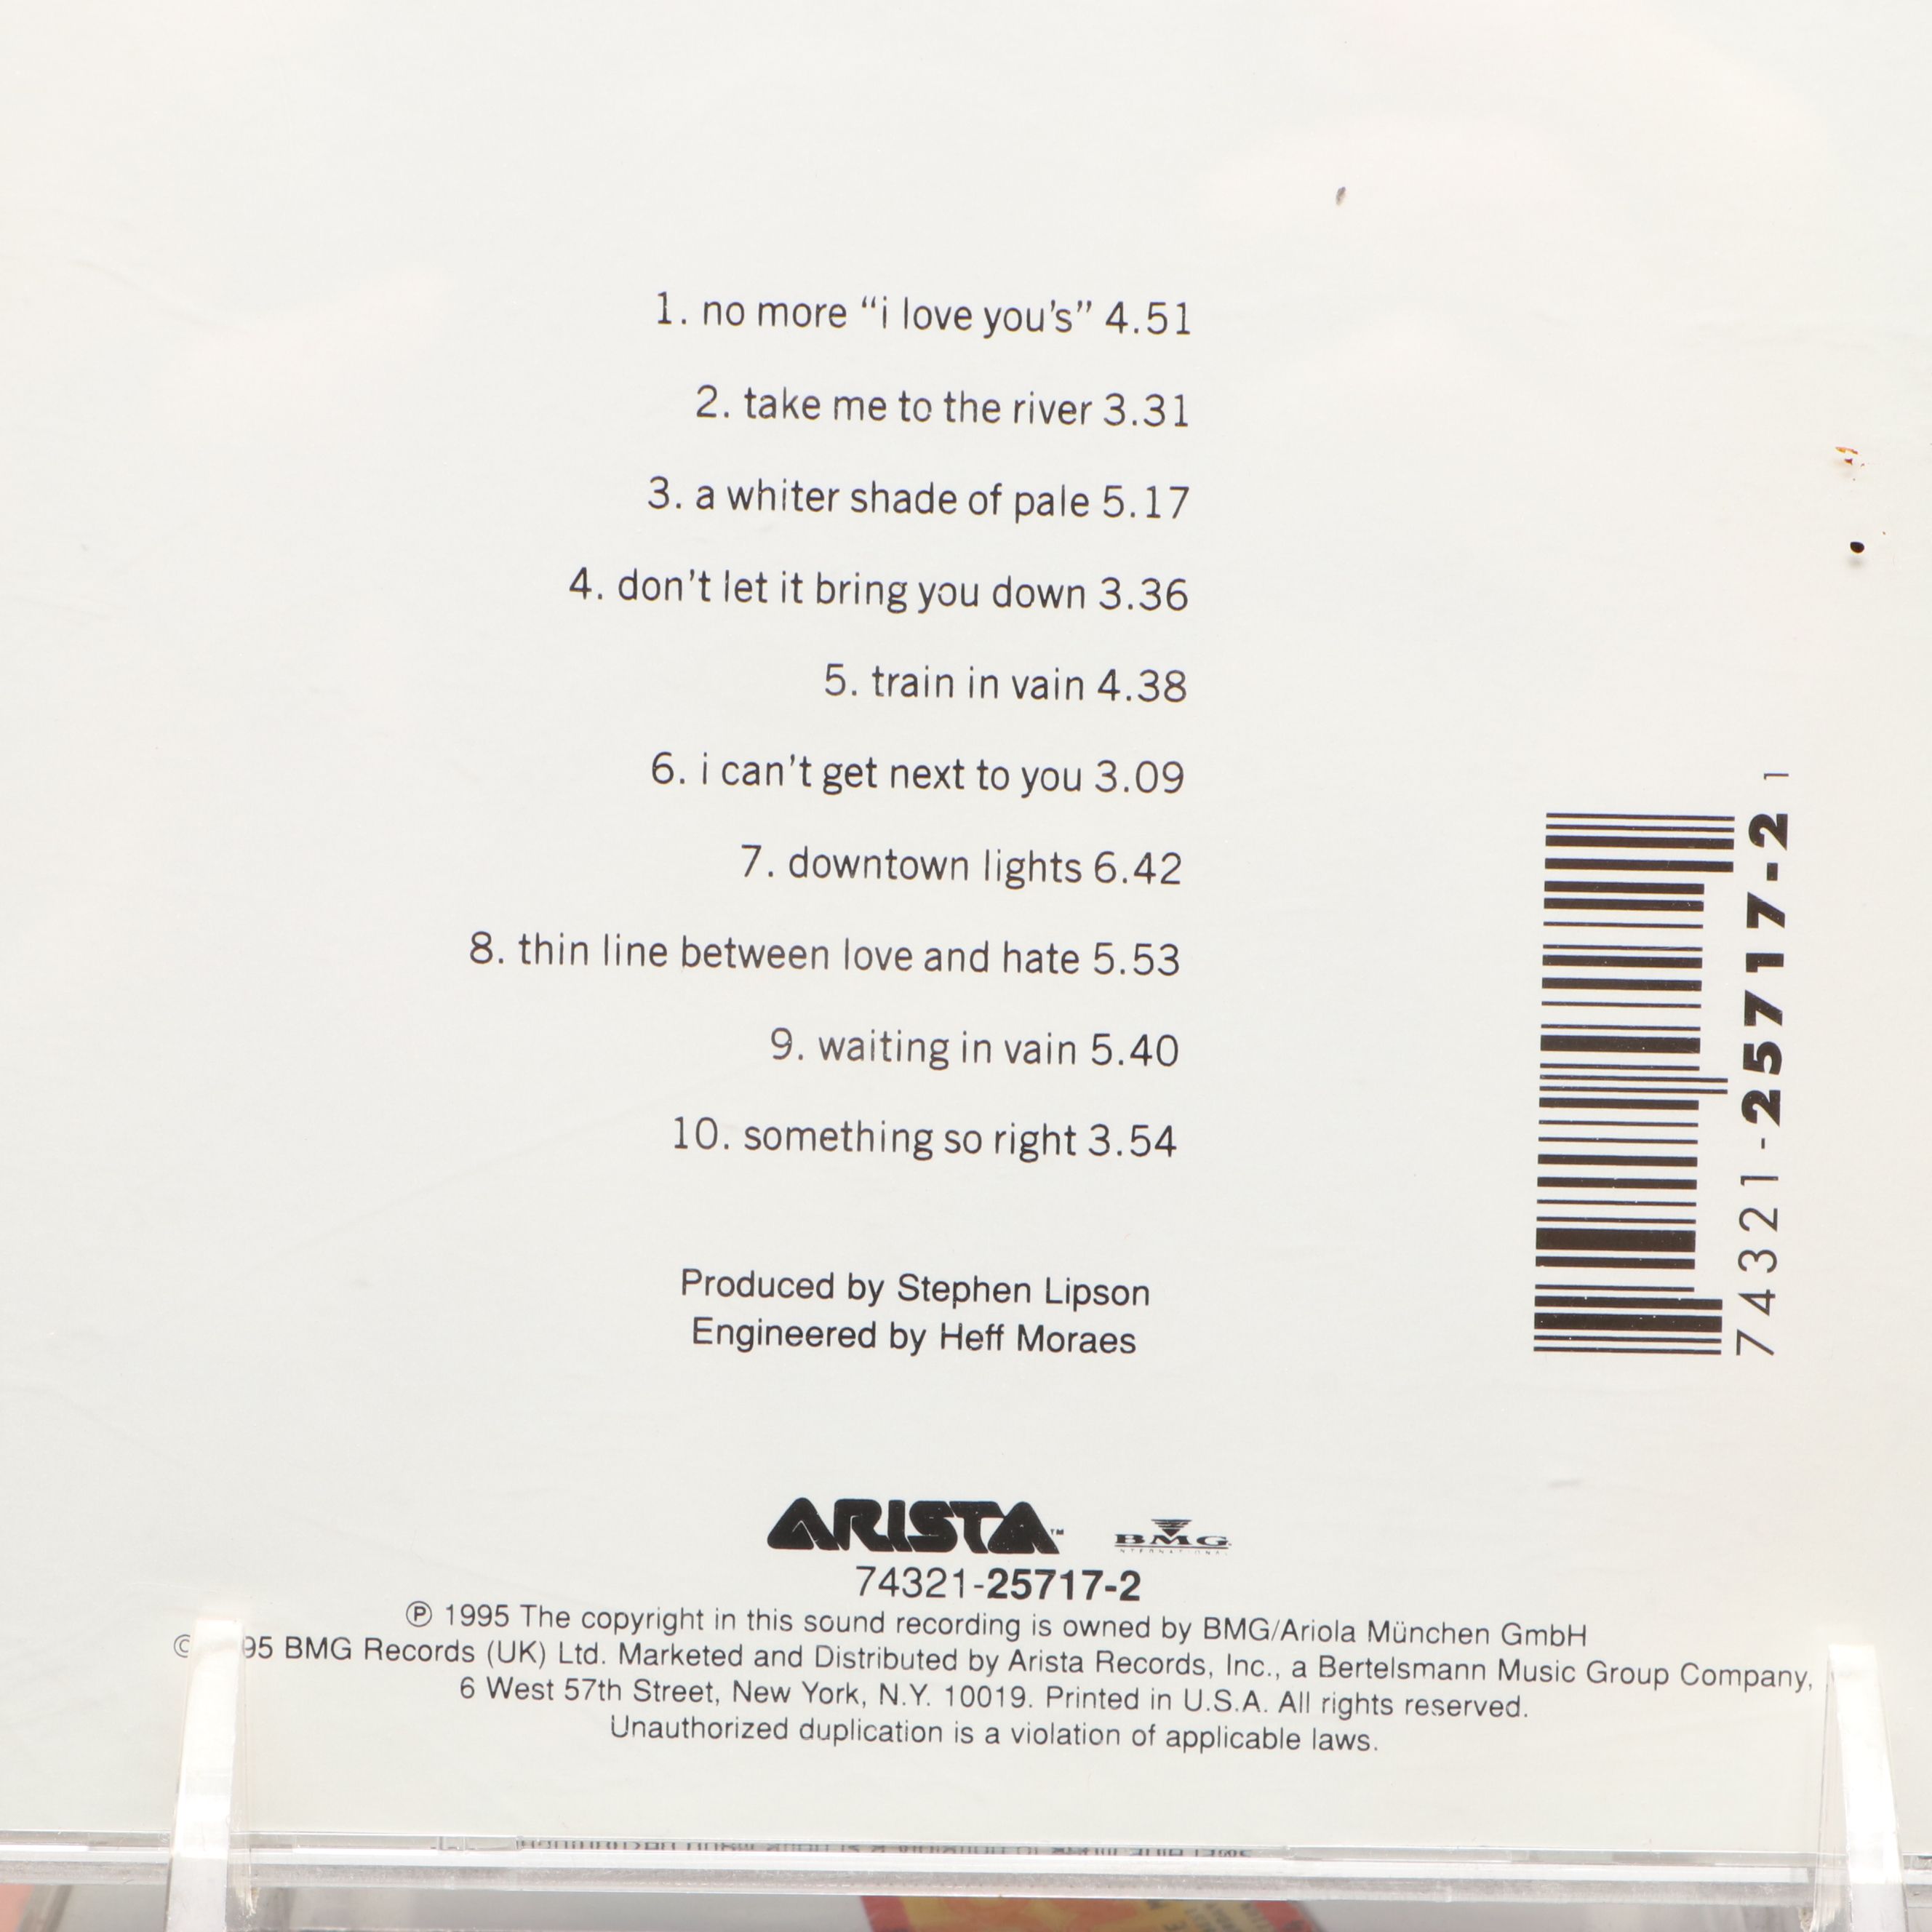 1. no more “i love you's” 4.51
2. take me to the river 3.31
3. a whiter shade of pale 5.17
4. don't let it bring you down 3.36
5. train in vain 4.38
6. i can't get next to you 3.09
7. downtown lights 6.42
8. thin line between love and hate 5.53
9. waiting in vain 5.40
10. something so right 3.54
Produced by Stephen Lipson
Engineered by Heff Moraes
7 4321-25717-2 1
ARISTA™
BMG
INTERNATIONAL
74321-25717-2
℗ 1995 The copyright in this sound recording is owned by BMG/Ariola München GmbH
© 95 BMG Records (UK) Ltd. Marketed and Distributed by Arista Records, Inc., a Bertelsmann Music Group Company,
6 West 57th Street, New York, N.Y. 10019. Printed in U.S.A. All rights reserved.
Unauthorized duplication is a violation of applicable laws.